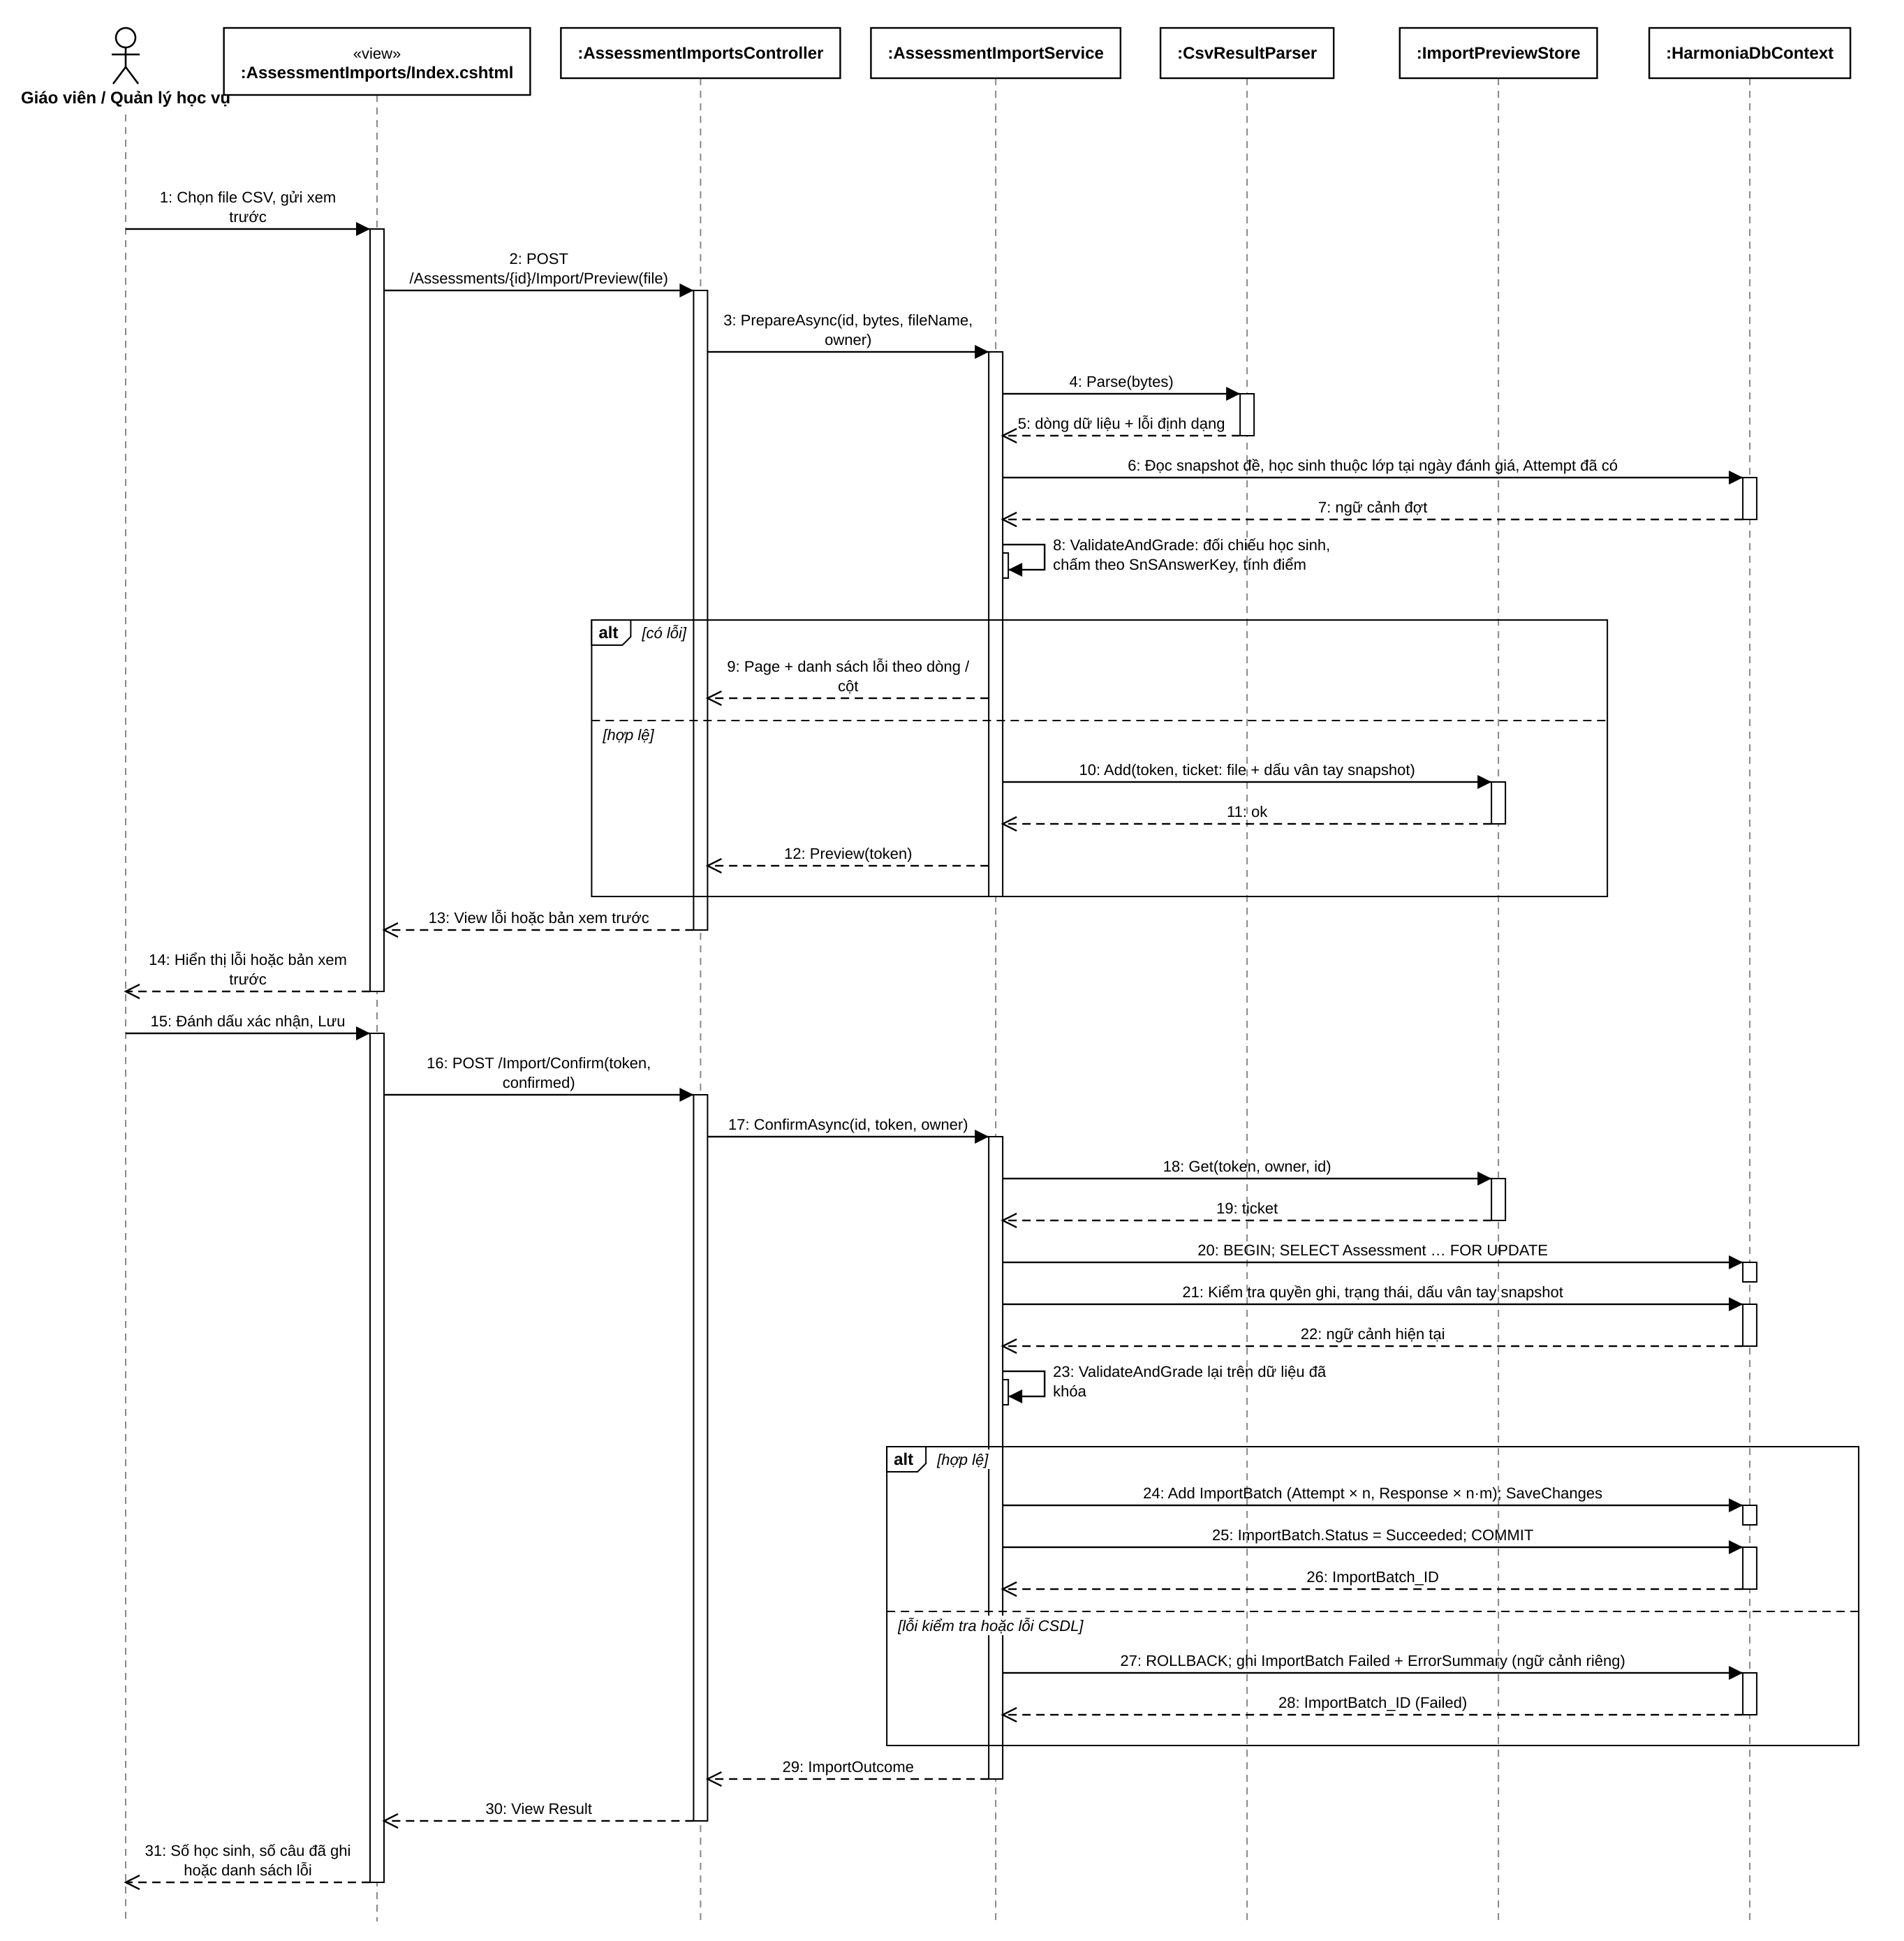 Giáo viên / Quản lý học vụ
«view»
:AssessmentImports/Index.cshtml
:AssessmentImportsController
:AssessmentImportService
:CsvResultParser
:ImportPreviewStore
:HarmoniaDbContext
1: Chọn file CSV, gửi xem
trước
2: POST
/Assessments/{id}/Import/Preview(file)
3: PrepareAsync(id, bytes, fileName,
owner)
4: Parse(bytes)
5: dòng dữ liệu + lỗi định dạng
6: Đọc snapshot đề, học sinh thuộc lớp tại ngày đánh giá, Attempt đã có
7: ngữ cảnh đợt
8: ValidateAndGrade: đối chiếu học sinh,
chấm theo SnSAnswerKey, tính điểm
alt [có lỗi]
9: Page + danh sách lỗi theo dòng /
cột
[hợp lệ]
10: Add(token, ticket: file + dấu vân tay snapshot)
11: ok
12: Preview(token)
13: View lỗi hoặc bản xem trước
14: Hiển thị lỗi hoặc bản xem
trước
15: Đánh dấu xác nhận, Lưu
16: POST /Import/Confirm(token,
confirmed)
17: ConfirmAsync(id, token, owner)
18: Get(token, owner, id)
19: ticket
20: BEGIN; SELECT Assessment … FOR UPDATE
21: Kiểm tra quyền ghi, trạng thái, dấu vân tay snapshot
22: ngữ cảnh hiện tại
23: ValidateAndGrade lại trên dữ liệu đã
khóa
alt [hợp lệ]
24: Add ImportBatch (Attempt × n, Response × n·m); SaveChanges
25: ImportBatch.Status = Succeeded; COMMIT
26: ImportBatch_ID
[lỗi kiểm tra hoặc lỗi CSDL]
27: ROLLBACK; ghi ImportBatch Failed + ErrorSummary (ngữ cảnh riêng)
28: ImportBatch_ID (Failed)
29: ImportOutcome
30: View Result
31: Số học sinh, số câu đã ghi
hoặc danh sách lỗi